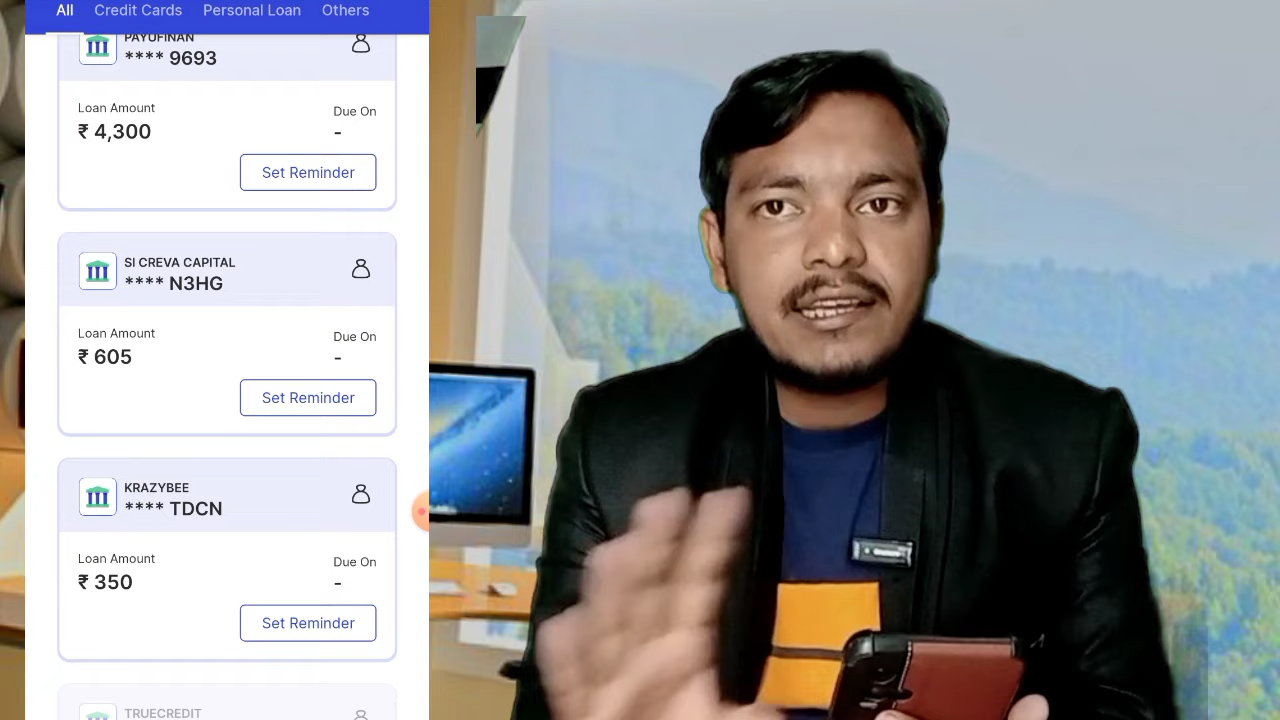 All Credit Cards Personal Loan Others
PAYUFINAN
**** 9693
Loan Amount
Due On
₹ 4,300
-
Set Reminder
SI CREVA CAPITAL
**** N3HG
Loan Amount
Due On
₹ 605
-
Set Reminder
KRAZYBEE
**** TDCN
Loan Amount
Due On
₹ 350
-
Set Reminder
TRUECREDIT